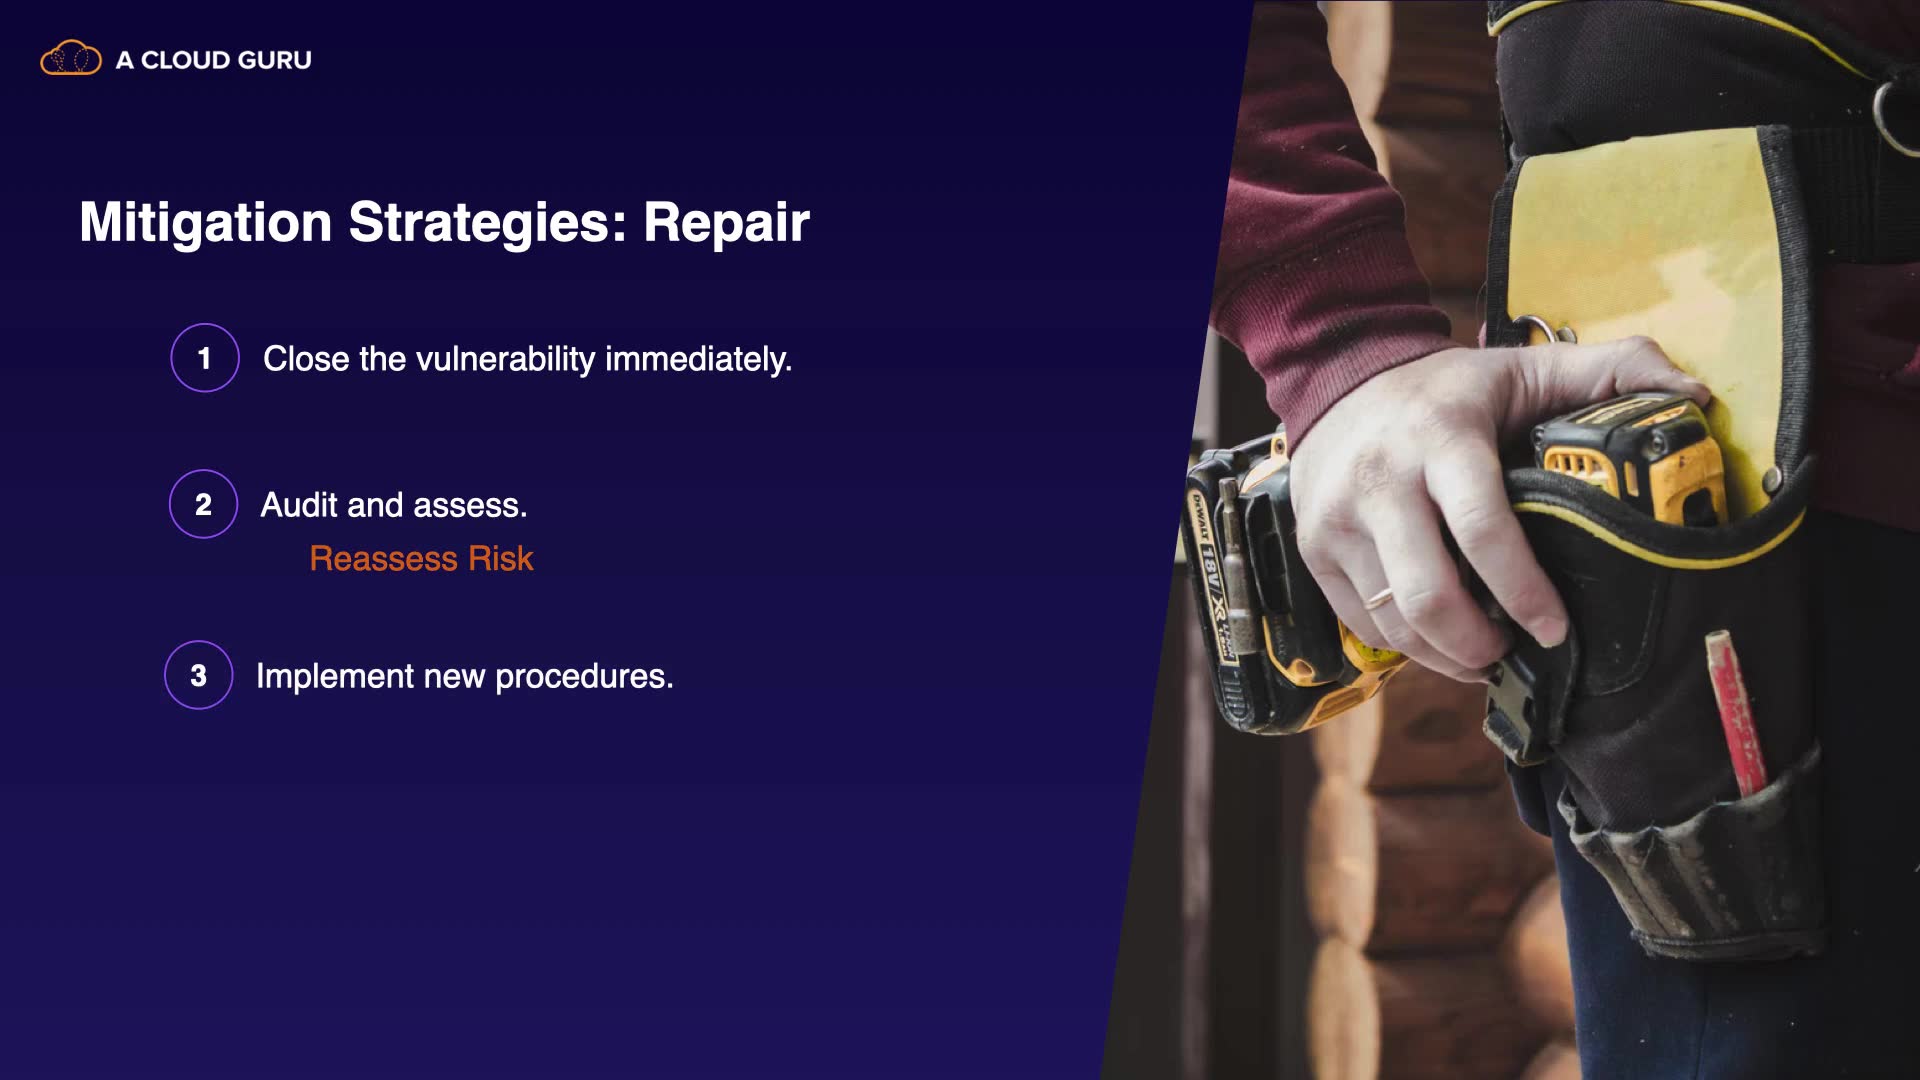 A CLOUD GURU
Mitigation Strategies: Repair
1 Close the vulnerability immediately.
2 Audit and assess.
Reassess Risk
3 Implement new procedures.
DEWALT 18V XR